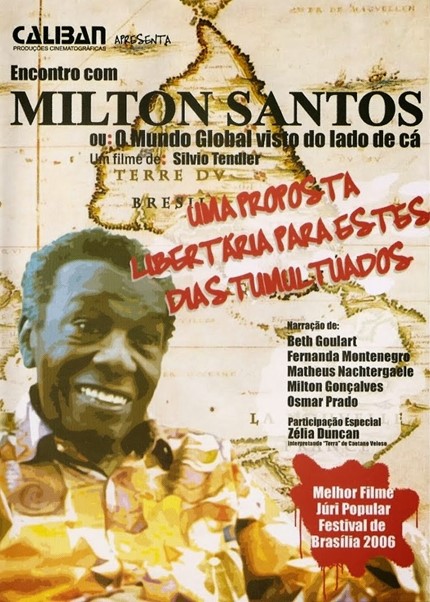 CALIBAN
PRODUÇÕES CINEMATOGRÁFICAS
APRESENTA
Encontro com
MILTON SANTOS
ou: O Mundo Global visto do lado de cá
Um filme de: Silvio Tendler
TERRE DV
BRESIL
UMA PROPOSTA
LIBERTÁRIA PARA ESTES
DIAS TUMULTUADOS
Narração de:
Beth Goulart
Fernanda Montenegro
Matheus Nachtergaele
Milton Gonçalves
Osmar Prado
Participação Especial
Zélia Duncan
interpretando "Terra" de Caetano Veloso
LA NOUVELLE
FRANCE
Melhor Filme
Júri Popular
Festival de
Brasília 2006